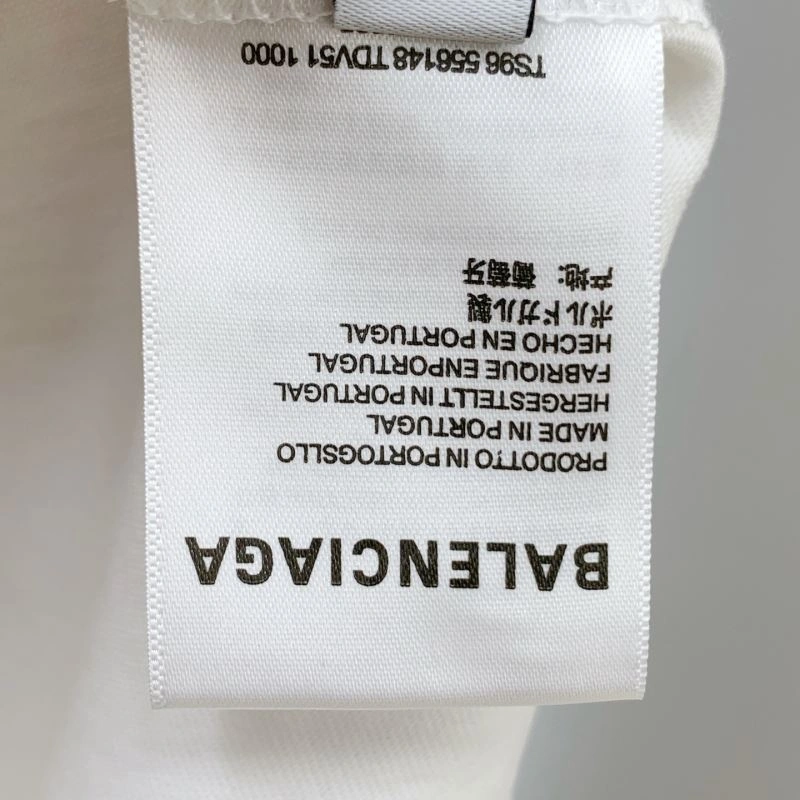 BALENCIAGA
PRODOTTO IN PORTOGSLLO
MADE IN PORTUGAL
HERGESTELLT IN PORTUGAL
FABRIQUE ENPORTUGAL
HECHO EN PORTUGAL
ポルドガル製
产地: 葡萄牙
TS96 556148 TDV51 1000